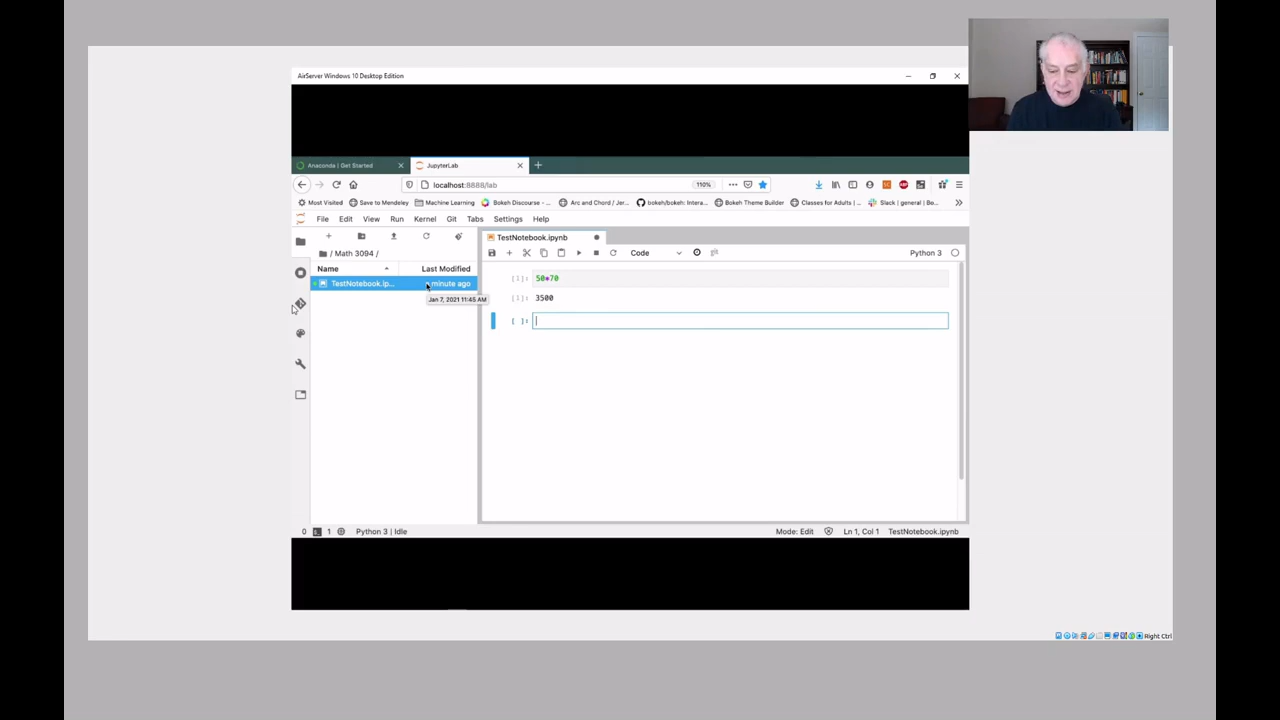 AirServer Windows 10 Desktop Edition
Anaconda | Get Started
JupyterLab
localhost:8888/lab
110%
Most Visited
Save to Mendeley
Machine Learning
Bokeh Discourse - ...
Arc and Chord / Jer...
bokeh/bokeh: Intera...
Bokeh Theme Builder
Classes for Adults | ...
Slack | general | Bo...
File Edit View Run Kernel Git Tabs Settings Help
/ Math 3094 /
Name Last Modified
TestNotebook.ip... minute ago
Jan 7, 2021 11:45 AM
TestNotebook.ipynb
Code
Python 3
[1]: 50*70
[1]: 3500
[ ]:
0 1 Python 3 | Idle
Mode: Edit Ln 1, Col 1 TestNotebook.ipynb
Right Ctrl